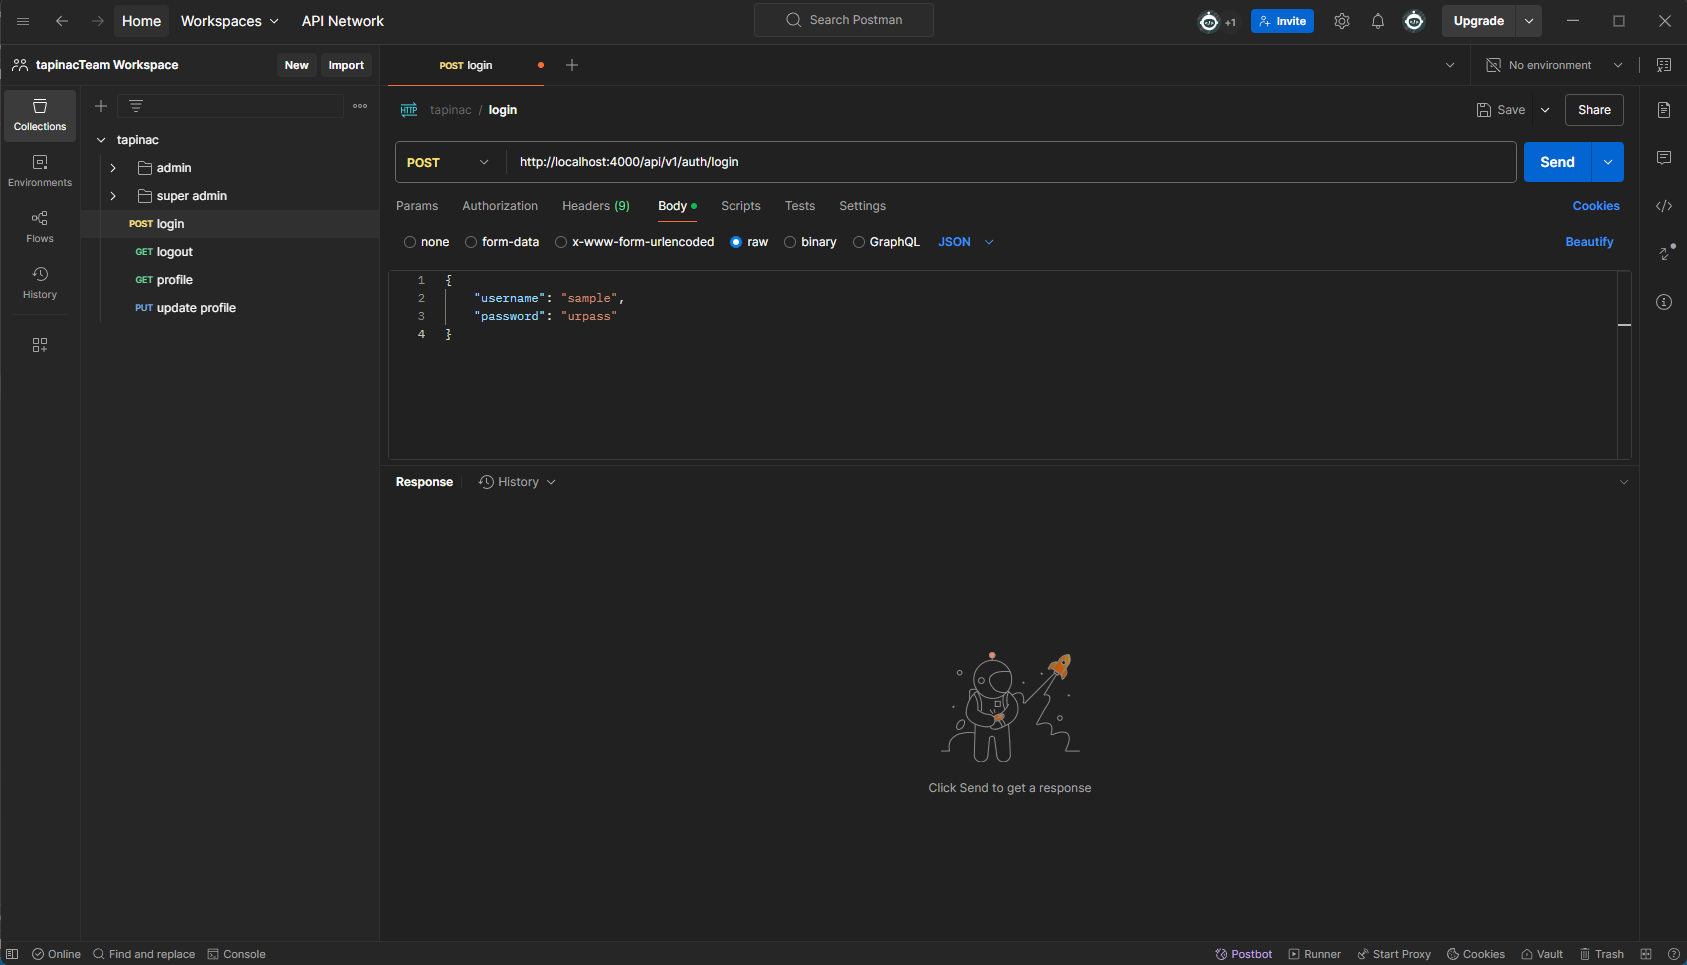 Home Workspaces API Network Search Postman +1 Invite Upgrade
tapinacTeam Workspace New Import POST login No environment
Collections
Environments
Flows
History
tapinac
admin
super admin
POST login
GET logout
GET profile
PUT update profile
HTTP tapinac / login Save Share
POST http://localhost:4000/api/v1/auth/login Send
Params Authorization Headers (9) Body Scripts Tests Settings Cookies
none form-data x-www-form-urlencoded raw binary GraphQL JSON Beautify
1 {
2 "username": "sample",
3 "password": "urpass"
4 }
Response History
Click Send to get a response
Online Find and replace Console Postbot Runner Start Proxy Cookies Vault Trash